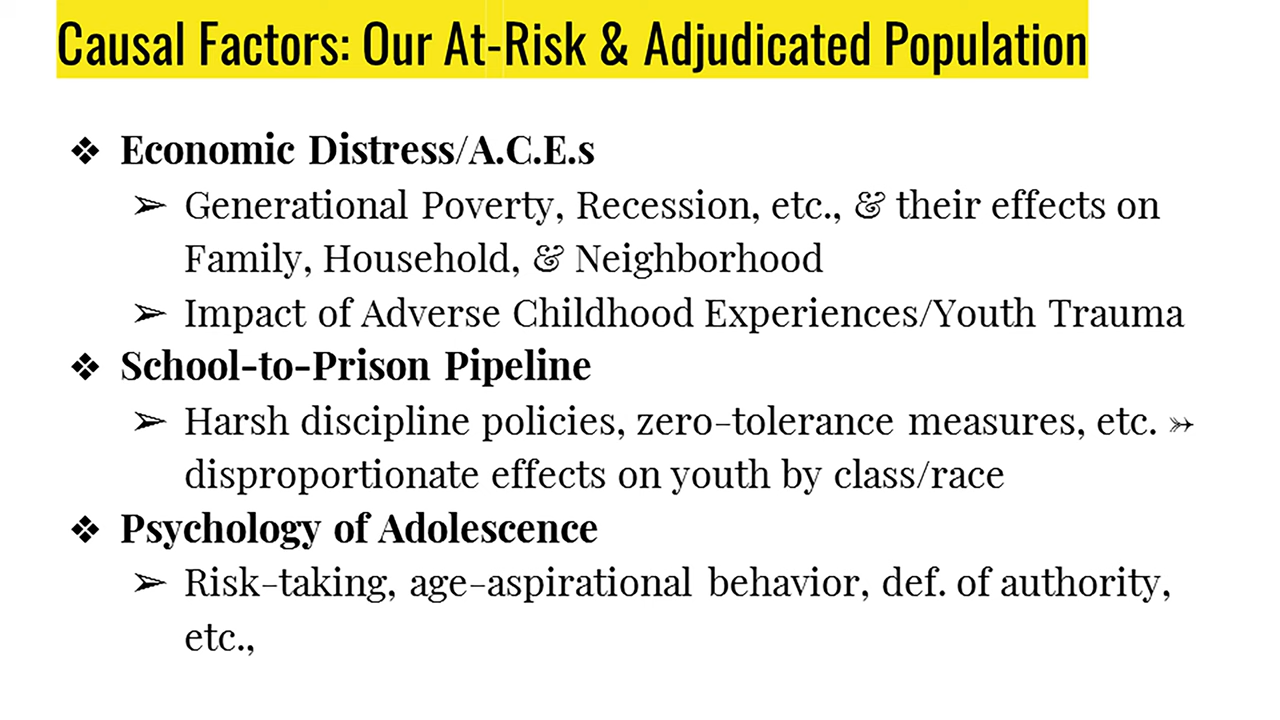 Causal Factors: Our At-Risk & Adjudicated Population
❖ Economic Distress/A.C.E.s
➢ Generational Poverty, Recession, etc., & their effects on
Family, Household, & Neighborhood
➢ Impact of Adverse Childhood Experiences/Youth Trauma
❖ School-to-Prison Pipeline
➢ Harsh discipline policies, zero-tolerance measures, etc. ➳
disproportionate effects on youth by class/race
❖ Psychology of Adolescence
➢ Risk-taking, age-aspirational behavior, def. of authority,
etc.,